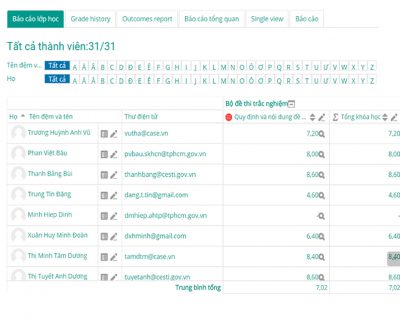 Báo cáo lớp học Grade history Outcomes report Báo cáo tổng quan Single view Báo cáo
Tất cả thành viên:31/31
Tên đệm v... Tất cả A Ă Â B C D Đ E Ê F G H I J K L M N O Ô Ơ P Q R S T U Ư V W X Y Z
Họ Tất cả A Ă Â B C D Đ E Ê F G H I J K L M N O Ô Ơ P Q R S T U Ư V W X Y Z
Bộ đề thi trắc nghiệm
Họ Tên đệm và tên Thư điện tử Quy định và nội dung đề ... Tổng khóa học
Trương Huỳnh Anh Vũ vutha@case.vn 7,20 7,20
Phan Việt Bàu pvbau.skhcn@tphcm.gov.vn 8,00 8,00
Thanh Bằng Bùi thanhbang@cesti.gov.vn 8,60 8,60
Trung Tín Đặng dang.t.tin@gmail.com 4,60 4,60
Minh Hiep Dinh dmhiep.ahtp@tphcm.gov.vn - -
Xuân Huy Minh Đoàn dxhminh@gmail.com 6,40 6,40
Thị Minh Tâm Dương tamdtm@case.vn 8,40 8,40
Thị Tuyết Anh Dương tuyetanh@cesti.gov.vn 8,60 8,60
Trung bình tổng 7,02 7,02